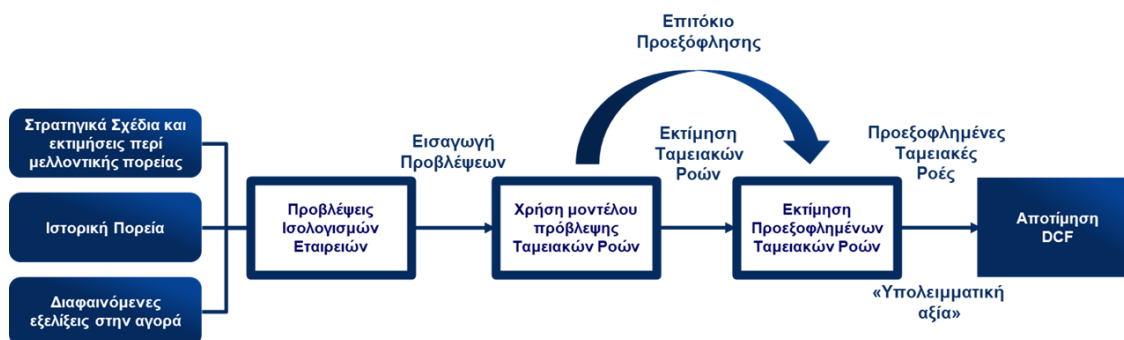 Επιτόκιο
Προεξόφλησης
Στρατηγικά Σχέδια και
εκτιμήσεις περί
μελλοντικής πορείας
Ιστορική Πορεία
Διαφαινόμενες
εξελίξεις στην αγορά
Προβλέψεις
Ισολογισμών
Εταιρειών
Εισαγωγή
Προβλέψεων
Χρήση μοντέλου
πρόβλεψης
Ταμειακών Ροών
Εκτίμηση
Ταμειακών
Ροών
Εκτίμηση
Προεξοφλημένων
Ταμειακών Ροών
Προεξοφλημένες
Ταμειακές
Ροές
«Υπολειμματική
αξία»
Αποτίμηση
DCF